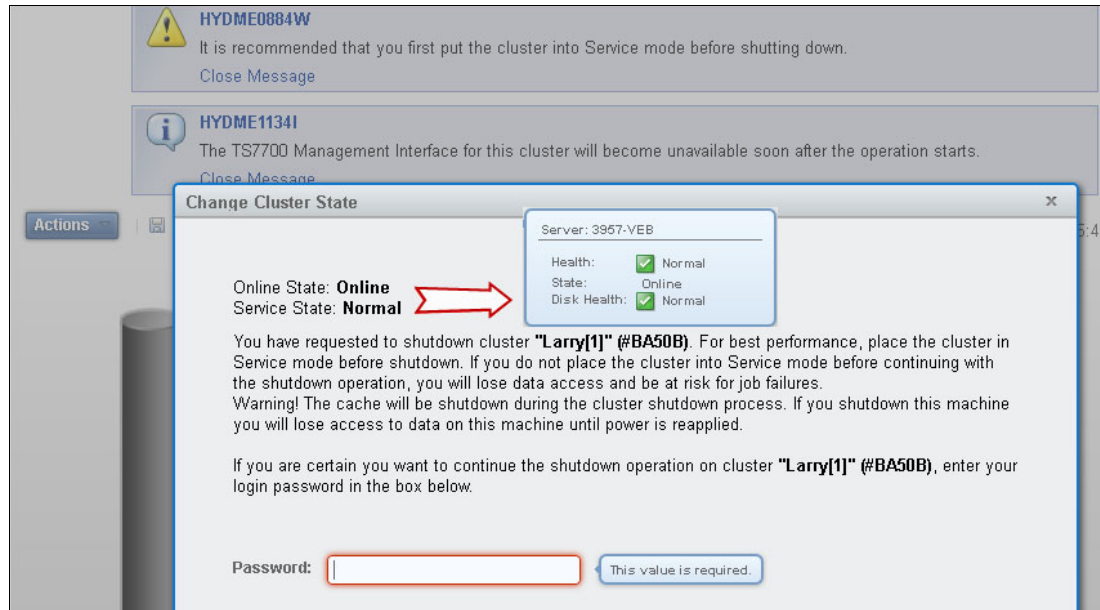 HYDME0884W
It is recommended that you first put the cluster into Service mode before shutting down.
Close Message
HYDME1134I
The TS7700 Management Interface for this cluster will become unavailable soon after the operation starts.
Close Message
Change Cluster State
x
Actions
5:4
Server: 3957-VEB
Health: Normal
State: Online
Disk Health: Normal
Online State: Online
Service State: Normal
You have requested to shutdown cluster "Larry[1]" (#BA50B). For best performance, place the cluster in
Service mode before shutdown. If you do not place the cluster into Service mode before continuing with
the shutdown operation, you will lose data access and be at risk for job failures.
Warning! The cache will be shutdown during the cluster shutdown process. If you shutdown this machine
you will lose access to data on this machine until power is reapplied.
If you are certain you want to continue the shutdown operation on cluster "Larry[1]" (#BA50B), enter your
login password in the box below.
Password:
This value is required.